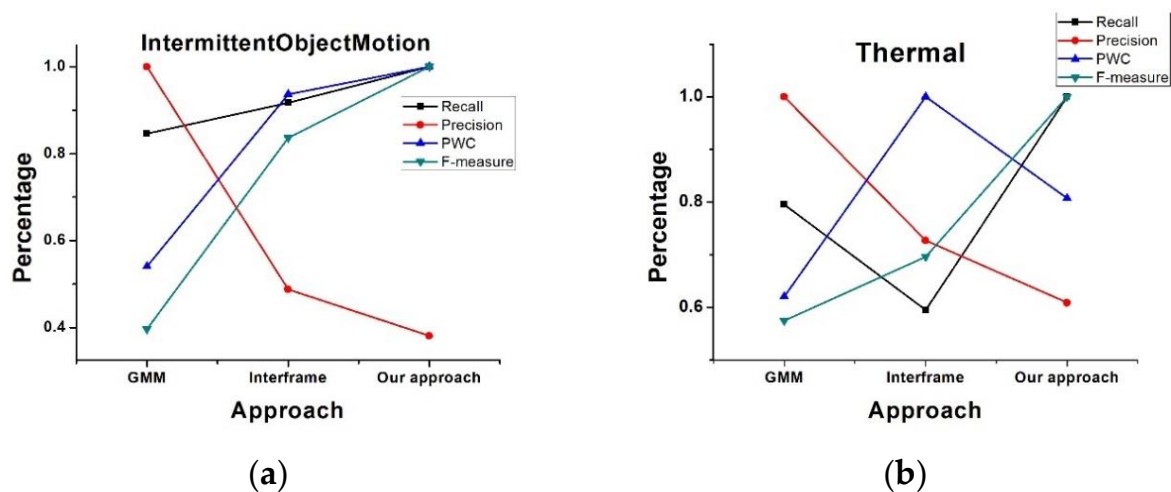 IntermittentObjectMotion
1.0
0.8
0.6
0.4
Percentage
Recall
Precision
PWC
F-measure
GMM
Interframe
Our approach
Approach
(a)
Thermal
Recall
Precision
PWC
F-measure
1.0
0.8
0.6
Percentage
GMM
Interframe
Our approach
Approach
(b)